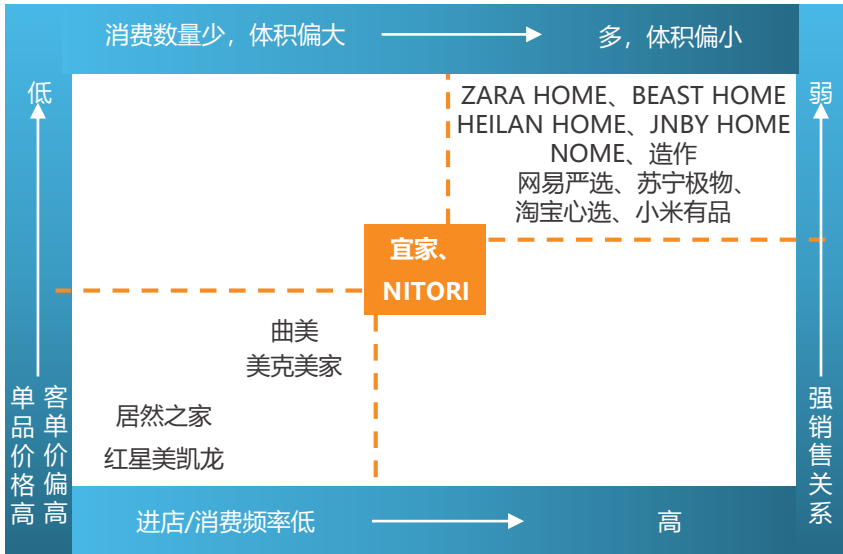 消费数量少，体积偏大
多，体积偏小
低
弱
ZARA HOME、BEAST HOME
HEILAN HOME、JNBY HOME
NOME、造作
网易严选、苏宁极物、
淘宝心选、小米有品
宜家、
NITORI
曲美
美克美家
居然之家
红星美凯龙
单品价格高
客单价偏高
强销售关系
进店/消费频率低
高